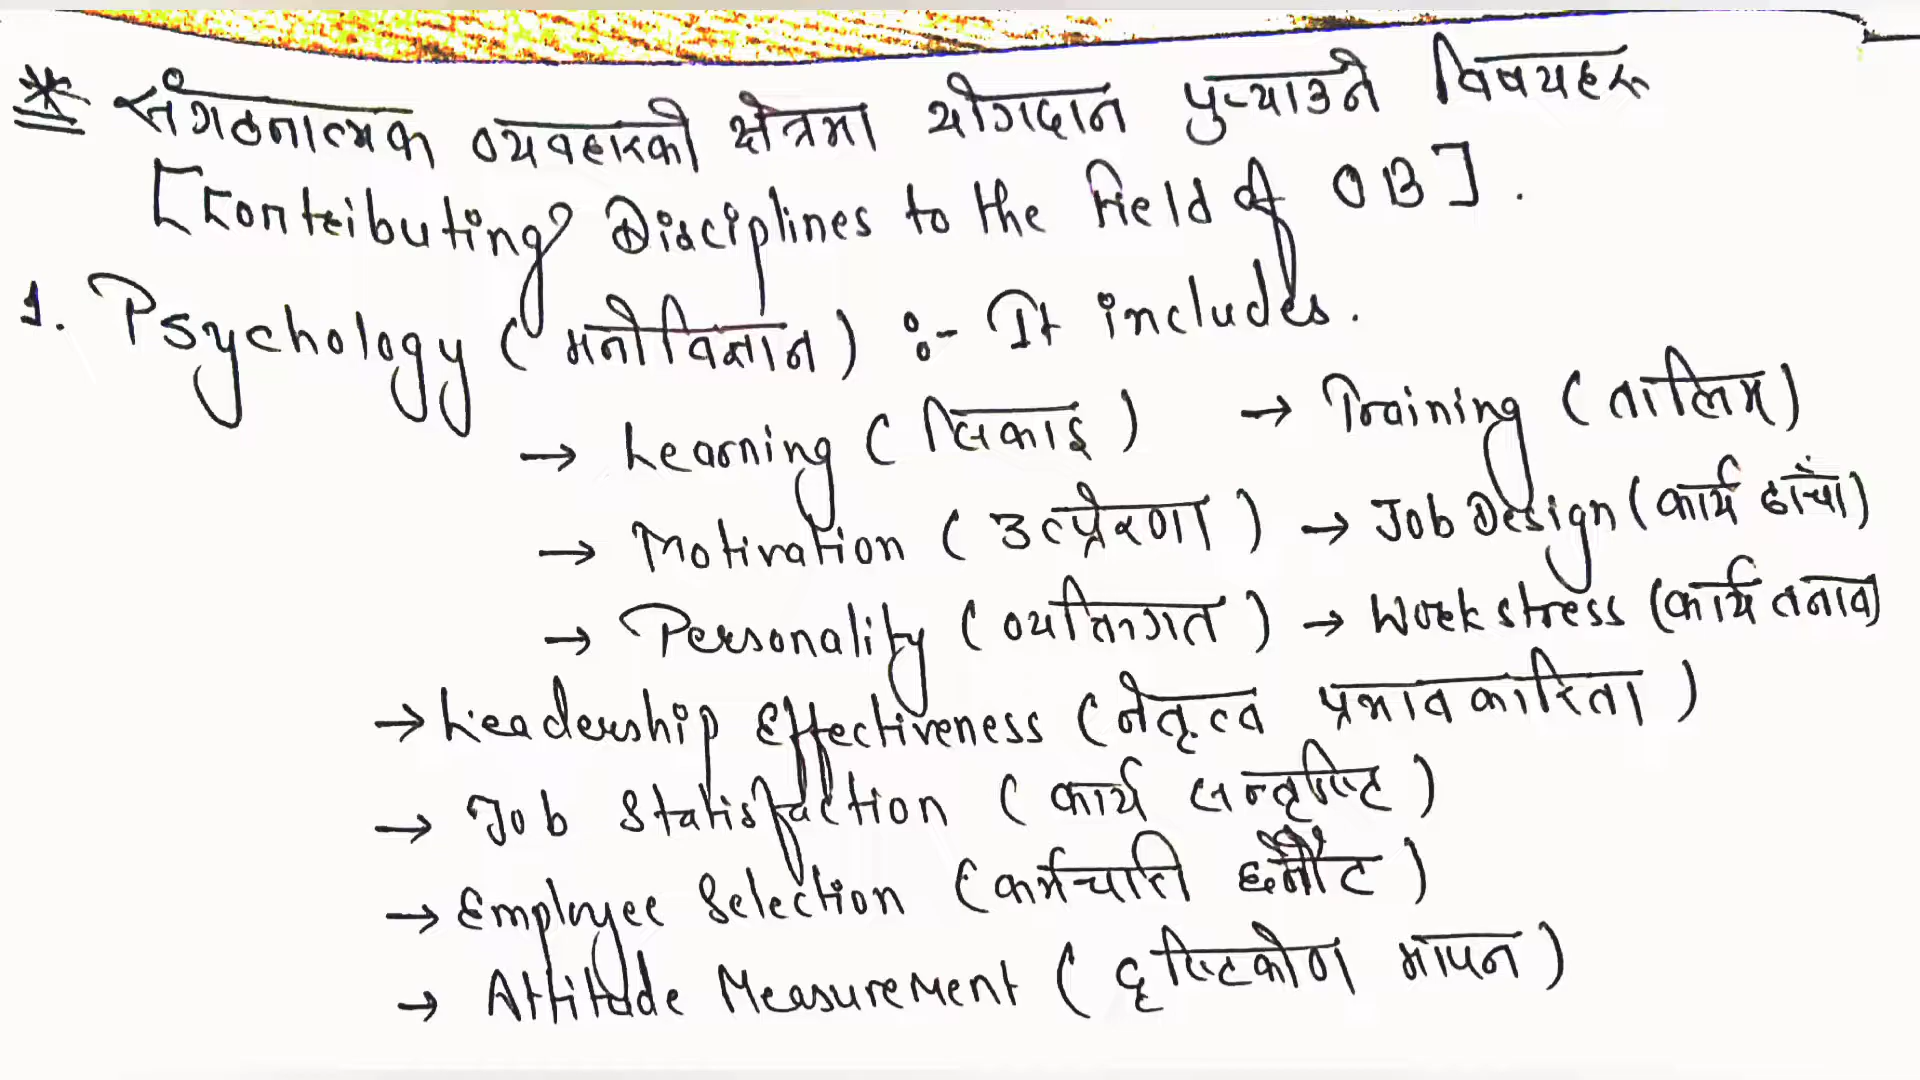 * संगठनात्मक व्यवहारको क्षेत्रमा योगदान पुऱ्याउने विषयहरू
[Contributing Disciplines to the Field of OB].
1. Psychology (मनोविज्ञान) :- It includes.
→ Learning (सिकाइ) → Training (तालिम)
→ Motivation (उत्प्रेरणा) → Job Design (कार्य ढाँचा)
→ Personality (व्यक्तिगत) → Work stress (कार्य तनाव)
→ Leadership Effectiveness (नेतृत्व प्रभावकारिता)
→ Job Statisfaction (कार्य सन्तृष्टि)
→ Employee Selection (कर्मचारी छनौट)
→ Attitude Measurement (दृष्टिकोण मापन)